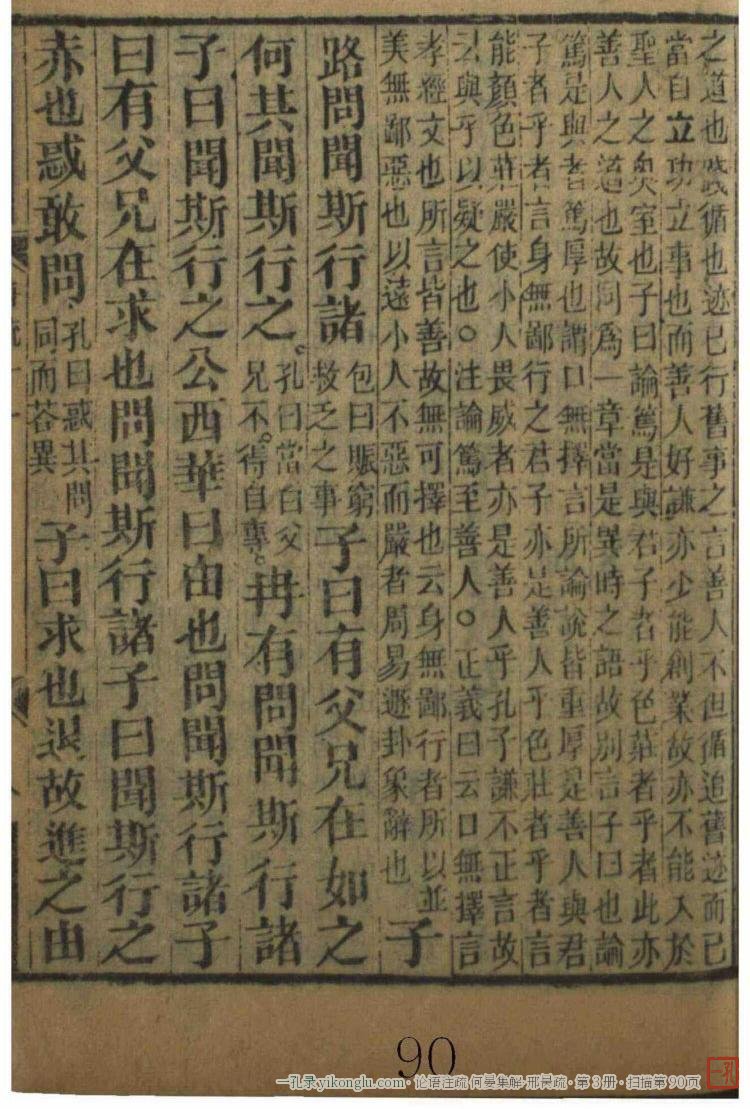 之道也踐循也迹已行舊事之言善人不但循追舊迹而已
當自立功立事也而善人好謙亦少能創業故亦不能入於
聖人之奧室也子曰論篤是與君子者乎色莊者乎者此亦
善人之道也故同爲一章當是異時之語故別言子曰也論
篤是與者篤厚也謂口無擇言所論說皆重厚是善人與君
子者乎者言身無鄙行之君子亦是善人乎色莊者乎者言
能顏色莊嚴使小人畏威者亦是善人乎孔子謙不正言故
云與乎以疑之也○注論篤至善人○正義曰云口無擇言
孝經文也所言皆善故無可擇也云身無鄙行者所以並
美無鄙惡也以遠小人不惡而嚴者周易遯卦象辭也
子
路問聞斯行諸
包曰賑窮
救乏之事
子曰有父兄在如之
何其聞斯行之
孔曰當白父
兄不得自專
冉有問聞斯行諸
子曰聞斯行之公西華曰由也問聞斯行諸子
曰有父兄在求也問聞斯行諸子曰聞斯行之
赤也惑敢問
孔曰惑其問
同而荅異
子曰求也退故進之由
90
一孔录yikonglu.com·论语注疏.何晏集解.邢昺疏·第3册·扫描第90页
一孔